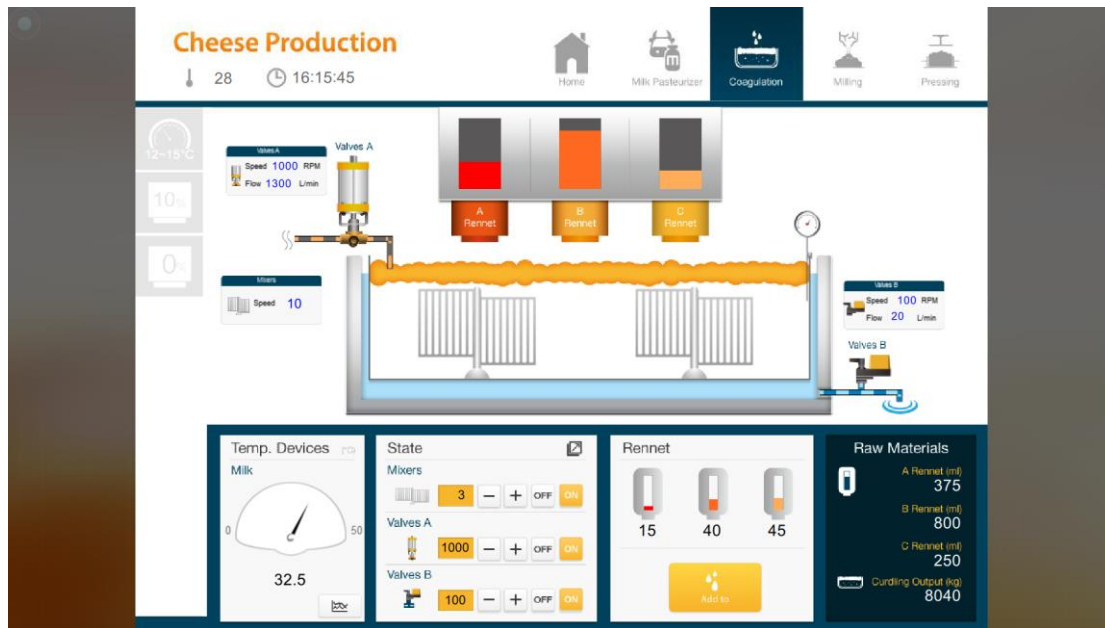 Cheese Production
28
16:15:45
Home
Milk Pasteurizer
Coagulation
Milling
Pressing
12~15°C
10%
0%
Valves A
Speed 1000 RPM
Flow 1300 L/min
Valves A
A
Rennet
B
Rennet
C
Rennet
Mixers
Speed 10
Valves B
Speed 100 RPM
Flow 20 L/min
Valves B
Temp. Devices
Milk
0
50
32.5
State
Mixers
3 − + OFF ON
Valves A
1000 − + OFF ON
Valves B
100 − + OFF ON
Rennet
15 40 45
Add to
Raw Materials
A Rennet (ml)
375
B Rennet (ml)
800
C Rennet (ml)
250
Curdling Output (kg)
8040